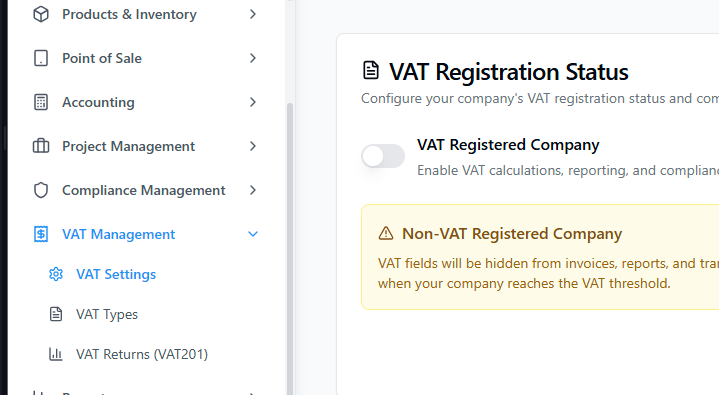 Products & Inventory
Point of Sale
Accounting
Project Management
Compliance Management
VAT Management
VAT Settings
VAT Types
VAT Returns (VAT201)
VAT Registration Status
Configure your company's VAT registration status and com
VAT Registered Company
Enable VAT calculations, reporting, and complianc
Non-VAT Registered Company
VAT fields will be hidden from invoices, reports, and tra
when your company reaches the VAT threshold.